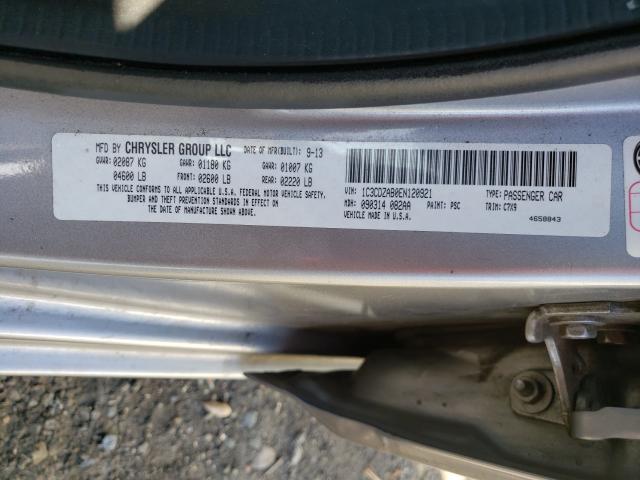 MFD BY CHRYSLER GROUP LLC DATE OF MFR(BUILT): 9-13
GVWR: 02087 KG GAWR: 01180 KG GAWR: 01007 KG
04600 LB FRONT: 02600 LB REAR: 02220 LB
THIS VEHICLE CONFORMS TO ALL APPLICABLE U.S.A. FEDERAL MOTOR VEHICLE,
BUMPER AND THEFT PREVENTION STANDARDS IN EFFECT ON
THE DATE OF MANUFACTURE SHOWN ABOVE.
VIN: 1C3CDZAB0EN120921 TYPE: PASSENGER CAR
MDH: 090314 082AA PAINT: PSC TRIM: C7X9
VEHICLE MADE IN U.S.A. 4658843